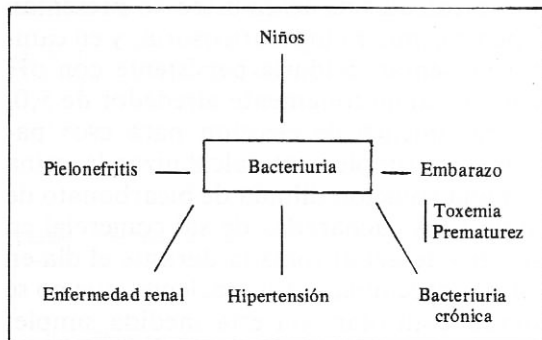 Niños
Pielonefritis
Bacteriuria
Embarazo
Toxemia
Prematurez
Enfermedad renal
Hipertensión
Bacteriuria
crónica